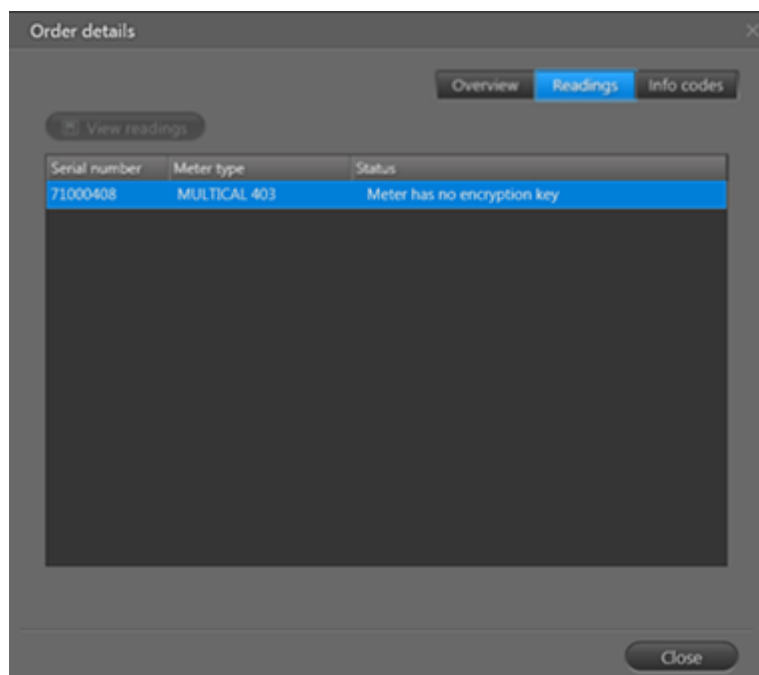 Order details
Overview Readings Info codes
View readings
Serial number Meter type Status
71000408 MULTICAL 403 Meter has no encryption key
Close